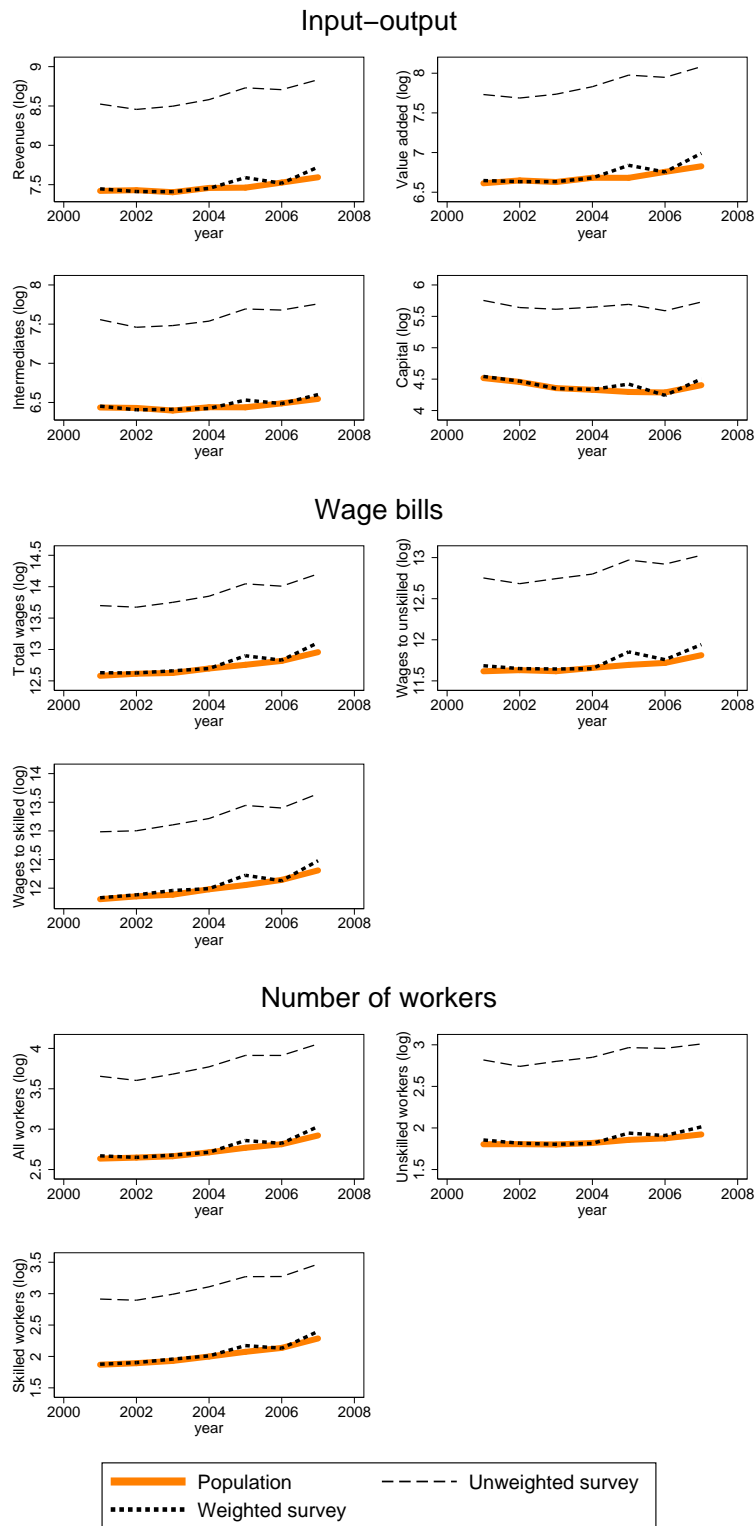 Input−output
Revenues (log)
7.5 8 8.5 9
2000 2002 2004 2006 2008
year
Value added (log)
6.5 7 7.5 8
2000 2002 2004 2006 2008
year
Intermediates (log)
6.5 7 7.5 8
2000 2002 2004 2006 2008
year
Capital (log)
4 4.5 5 5.5 6
2000 2002 2004 2006 2008
year
Wage bills
Total wages (log)
12.5 13 13.5 14 14.5
2000 2002 2004 2006 2008
year
Wages to unskilled (log)
11.5 12 12.5 13
2000 2002 2004 2006 2008
year
Wages to skilled (log)
12 12.5 13 13.5 14
2000 2002 2004 2006 2008
year
Number of workers
All workers (log)
2.5 3 3.5 4
2000 2002 2004 2006 2008
year
Unskilled workers (log)
1.5 2 2.5 3
2000 2002 2004 2006 2008
year
Skilled workers (log)
1.5 2 2.5 3 3.5
2000 2002 2004 2006 2008
year
Population Unweighted survey
Weighted survey